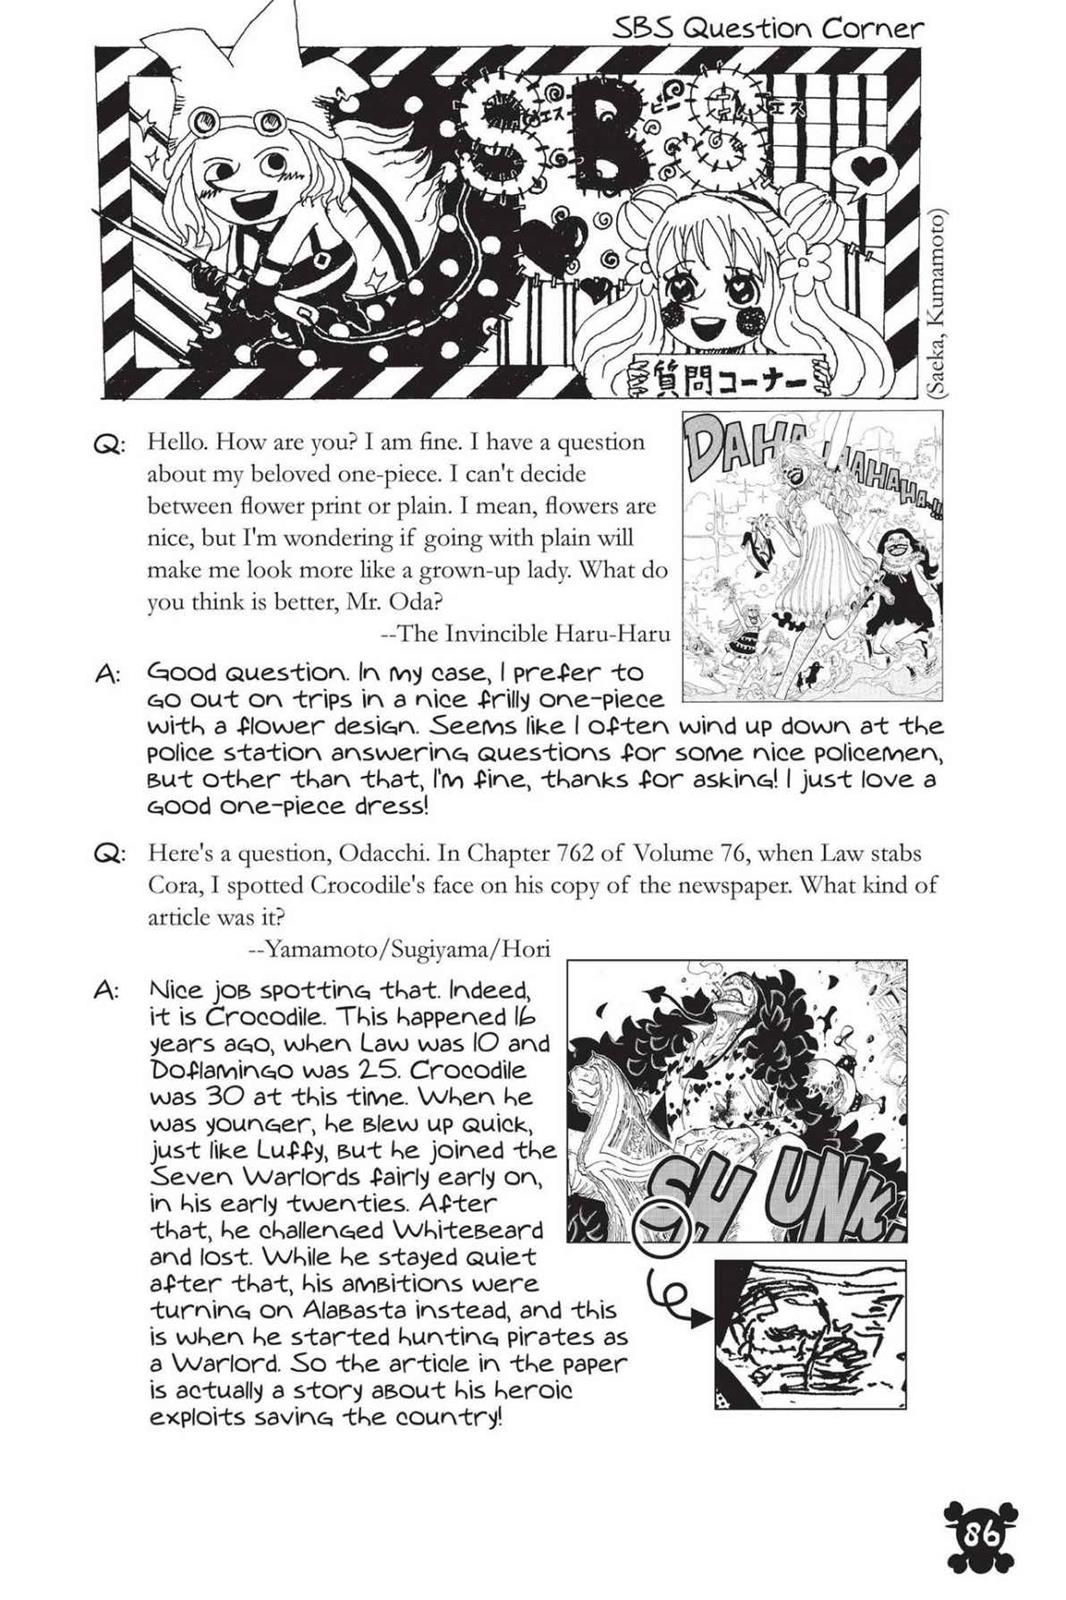 SBS Question Corner
SBS
質問コーナー
(Saeka, Kumamoto)
Q: Hello. How are you? I am fine. I have a question
about my beloved one-piece. I can't decide
between flower print or plain. I mean, flowers are
nice, but I'm wondering if going with plain will
make me look more like a grown-up lady. What do
you think is better, Mr. Oda?
--The Invincible Haru-Haru
A: Good question. In my case, I prefer to
go out on trips in a nice frilly one-piece
with a flower design. Seems like I often wind up down at the
police station answering questions for some nice policemen,
but other than that, I'm fine, thanks for asking! I just love a
good one-piece dress!
Q: Here's a question, Odacchi. In Chapter 762 of Volume 76, when Law stabs
Cora, I spotted Crocodile's face on his copy of the newspaper. What kind of
article was it?
--Yamamoto/Sugiyama/Hori
A: Nice job spotting that. Indeed,
it is Crocodile. This happened 16
years ago, when Law was 10 and
Doflamingo was 25. Crocodile
was 30 at this time. When he
was younger, he blew up quick,
just like Luffy, but he joined the
Seven Warlords fairly early on,
in his early twenties. After
that, he challenged Whitebeard
and lost. While he stayed quiet
after that, his ambitions were
turning on Alabasta instead, and this
is when he started hunting pirates as
a Warlord. So the article in the paper
is actually a story about his heroic
exploits saving the country!
SHUNK
86